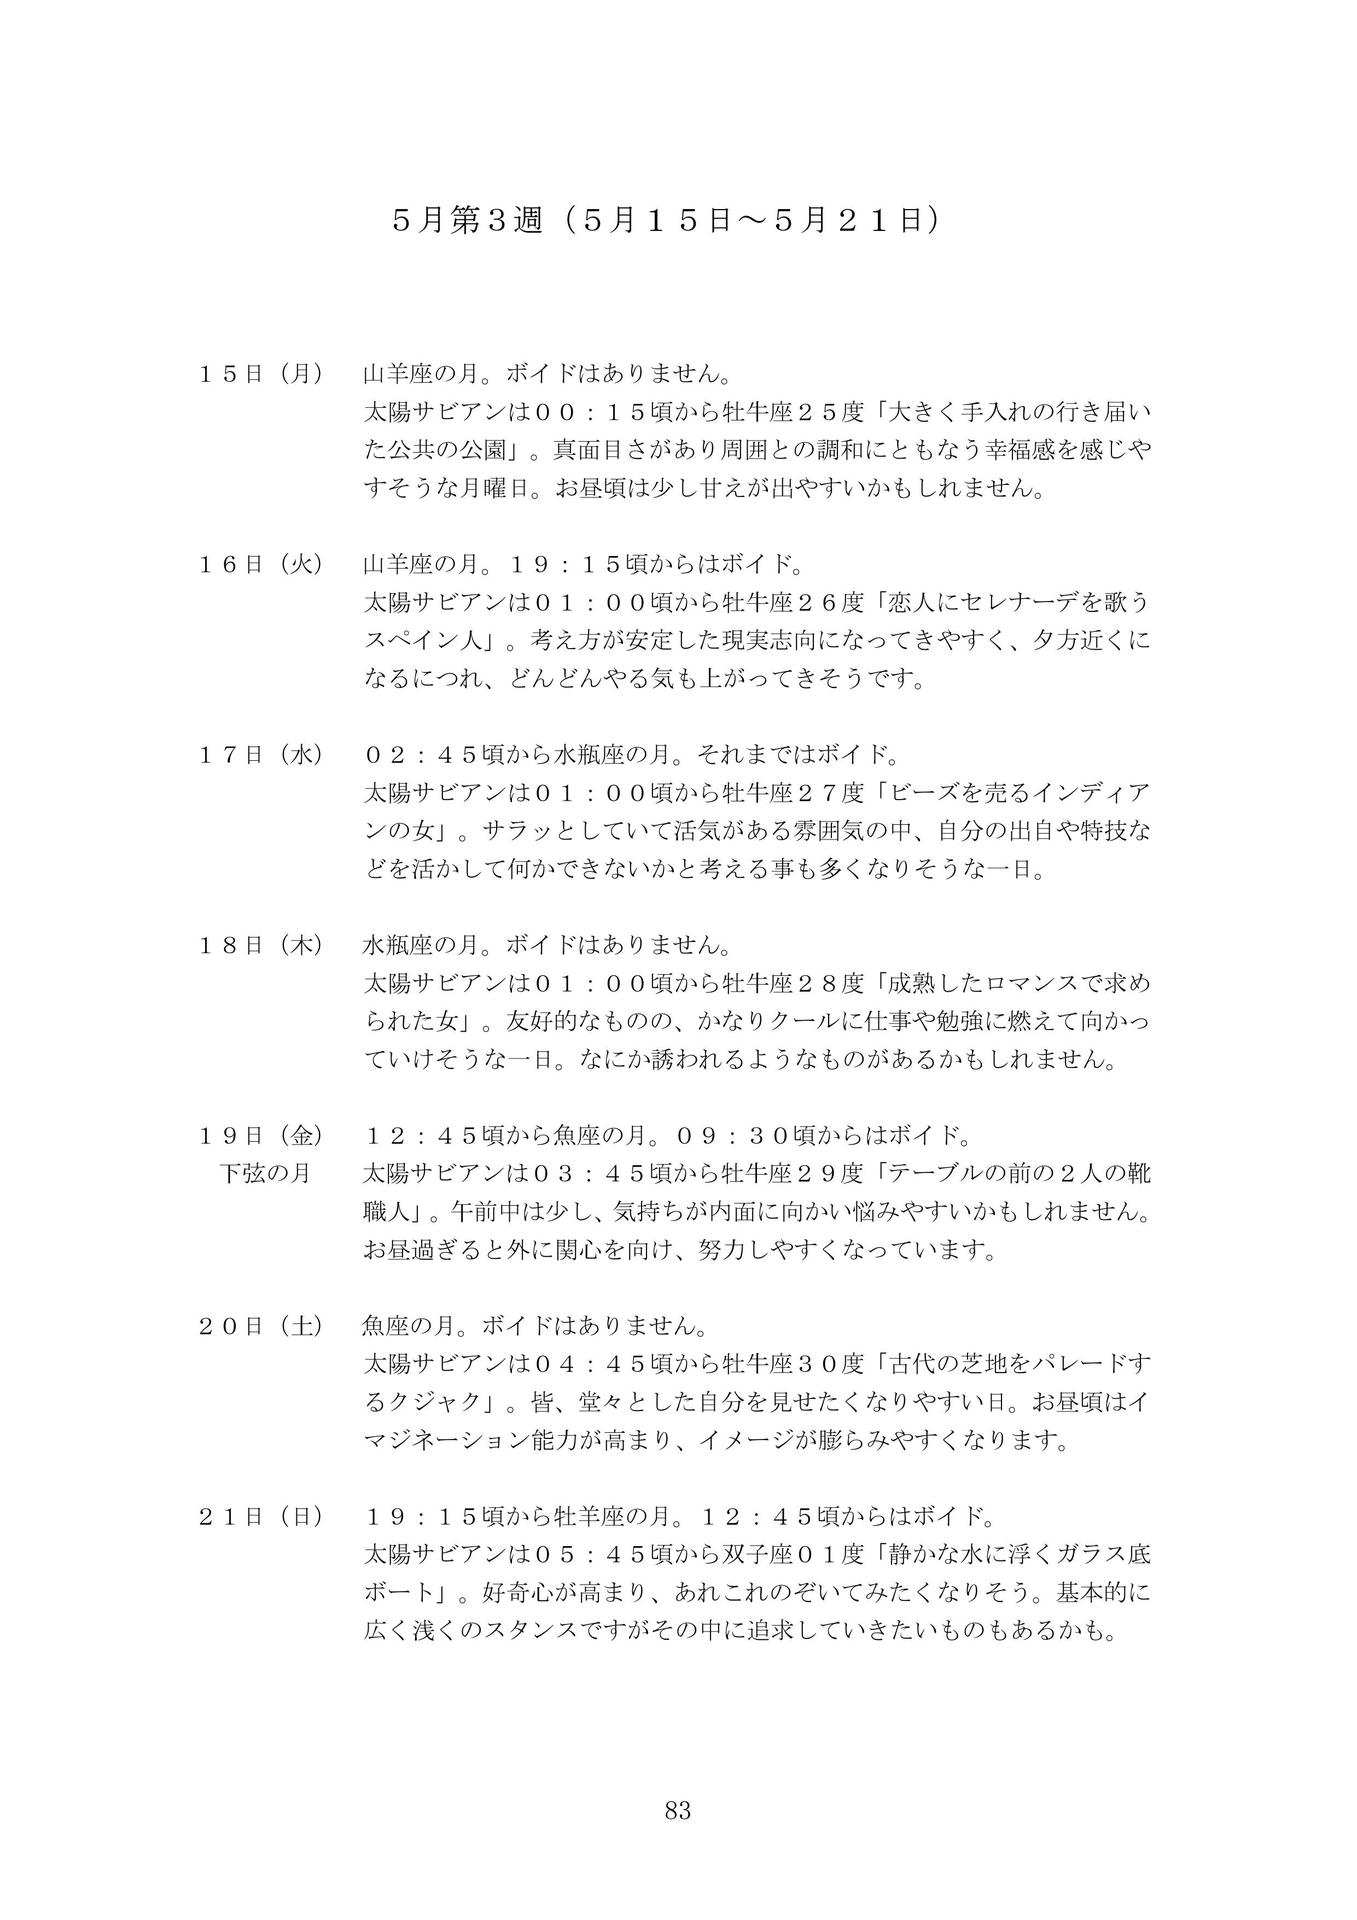 ５月第３週（５月１５日～５月２１日）
１５日（月）　山羊座の月。ボイドはありません。
太陽サビアンは００：１５頃から牡牛座２５度「大きく手入れの行き届い
た公共の公園」。真面目さがあり周囲との調和にともなう幸福感を感じや
すそうな月曜日。お昼頃は少し甘えが出やすいかもしれません。
１６日（火）　山羊座の月。１９：１５頃からはボイド。
太陽サビアンは０１：００頃から牡牛座２６度「恋人にセレナーデを歌う
スペイン人」。考え方が安定した現実志向になってきやすく、夕方近くに
なるにつれ、どんどんやる気も上がってきそうです。
１７日（水）　０２：４５頃から水瓶座の月。それまではボイド。
太陽サビアンは０１：００頃から牡牛座２７度「ビーズを売るインディア
ンの女」。サラッとしていて活気がある雰囲気の中、自分の出自や特技な
どを活かして何かできないかと考える事も多くなりそうな一日。
１８日（木）　水瓶座の月。ボイドはありません。
太陽サビアンは０１：００頃から牡牛座２８度「成熟したロマンスで求め
られた女」。友好的なものの、かなりクールに仕事や勉強に燃えて向かっ
ていけそうな一日。なにか誘われるようなものがあるかもしれません。
１９日（金）　１２：４５頃から魚座の月。０９：３０頃からはボイド。
下弦の月　太陽サビアンは０３：４５頃から牡牛座２９度「テーブルの前の２人の靴
職人」。午前中は少し、気持ちが内面に向かい悩みやすいかもしれません。
お昼過ぎると外に関心を向け、努力しやすくなっています。
２０日（土）　魚座の月。ボイドはありません。
太陽サビアンは０４：４５頃から牡牛座３０度「古代の芝地をパレードす
るクジャク」。皆、堂々とした自分を見せたくなりやすい日。お昼頃はイ
マジネーション能力が高まり、イメージが膨らみやすくなります。
２１日（日）　１９：１５頃から牡羊座の月。１２：４５頃からはボイド。
太陽サビアンは０５：４５頃から双子座０１度「静かな水に浮くガラス底
ボート」。好奇心が高まり、あれこれのぞいてみたくなりそう。基本的に
広く浅くのスタンスですがその中に追求していきたいものもあるかも。
83